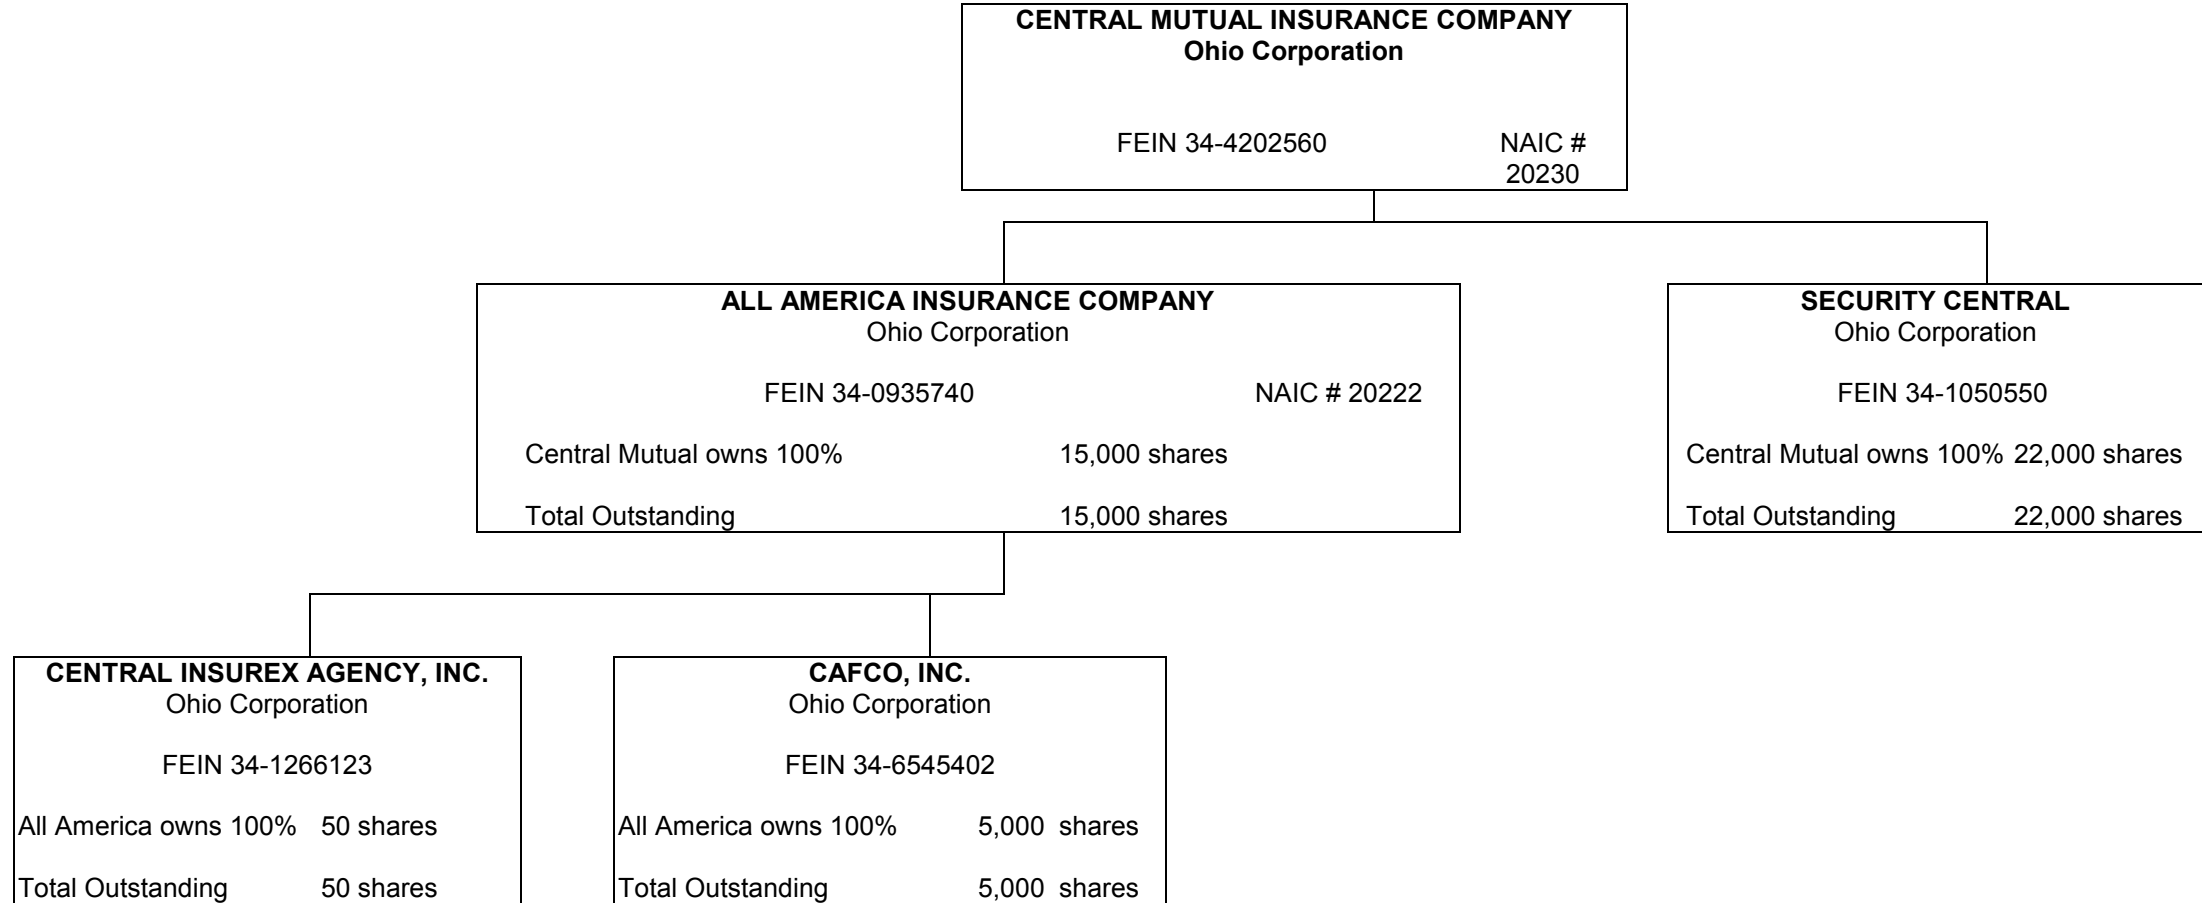 CENTRAL MUTUAL INSURANCE COMPANY
Ohio Corporation
FEIN 34-4202560 NAIC #
20230
ALL AMERICA INSURANCE COMPANY
Ohio Corporation
FEIN 34-0935740 NAIC # 20222
Central Mutual owns 100% 15,000 shares
Total Outstanding 15,000 shares
SECURITY CENTRAL
Ohio Corporation
FEIN 34-1050550
Central Mutual owns 100% 22,000 shares
Total Outstanding 22,000 shares
CENTRAL INSUREX AGENCY, INC.
Ohio Corporation
FEIN 34-1266123
All America owns 100% 50 shares
Total Outstanding 50 shares
CAFCO, INC.
Ohio Corporation
FEIN 34-6545402
All America owns 100% 5,000 shares
Total Outstanding 5,000 shares